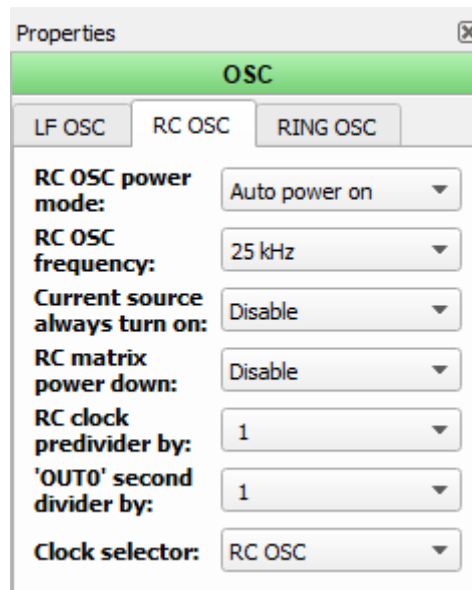 Properties
OSC
LF OSC RC OSC RING OSC
RC OSC power
mode: Auto power on
RC OSC
frequency: 25 kHz
Current source
always turn on: Disable
RC matrix
power down: Disable
RC clock
predivider by: 1
'OUT0' second
divider by: 1
Clock selector: RC OSC